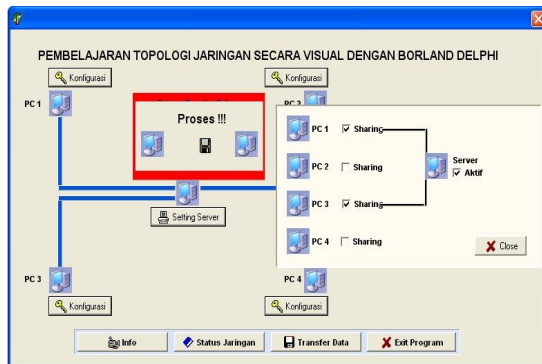 PEMBELAJARAN TOPOLOGI JARINGAN SECARA VISUAL DENGAN BORLAND DELPHI
Konfigurasi
Konfigurasi
PC 1
PC 2
Proses !!!
PC 1 Sharing
PC 2 Sharing
Server
Aktif
PC 3 Sharing
PC 4 Sharing
Close
Setting Server
PC 3
PC 4
Konfigurasi
Konfigurasi
Info
Status Jaringan
Transfer Data
Exit Program